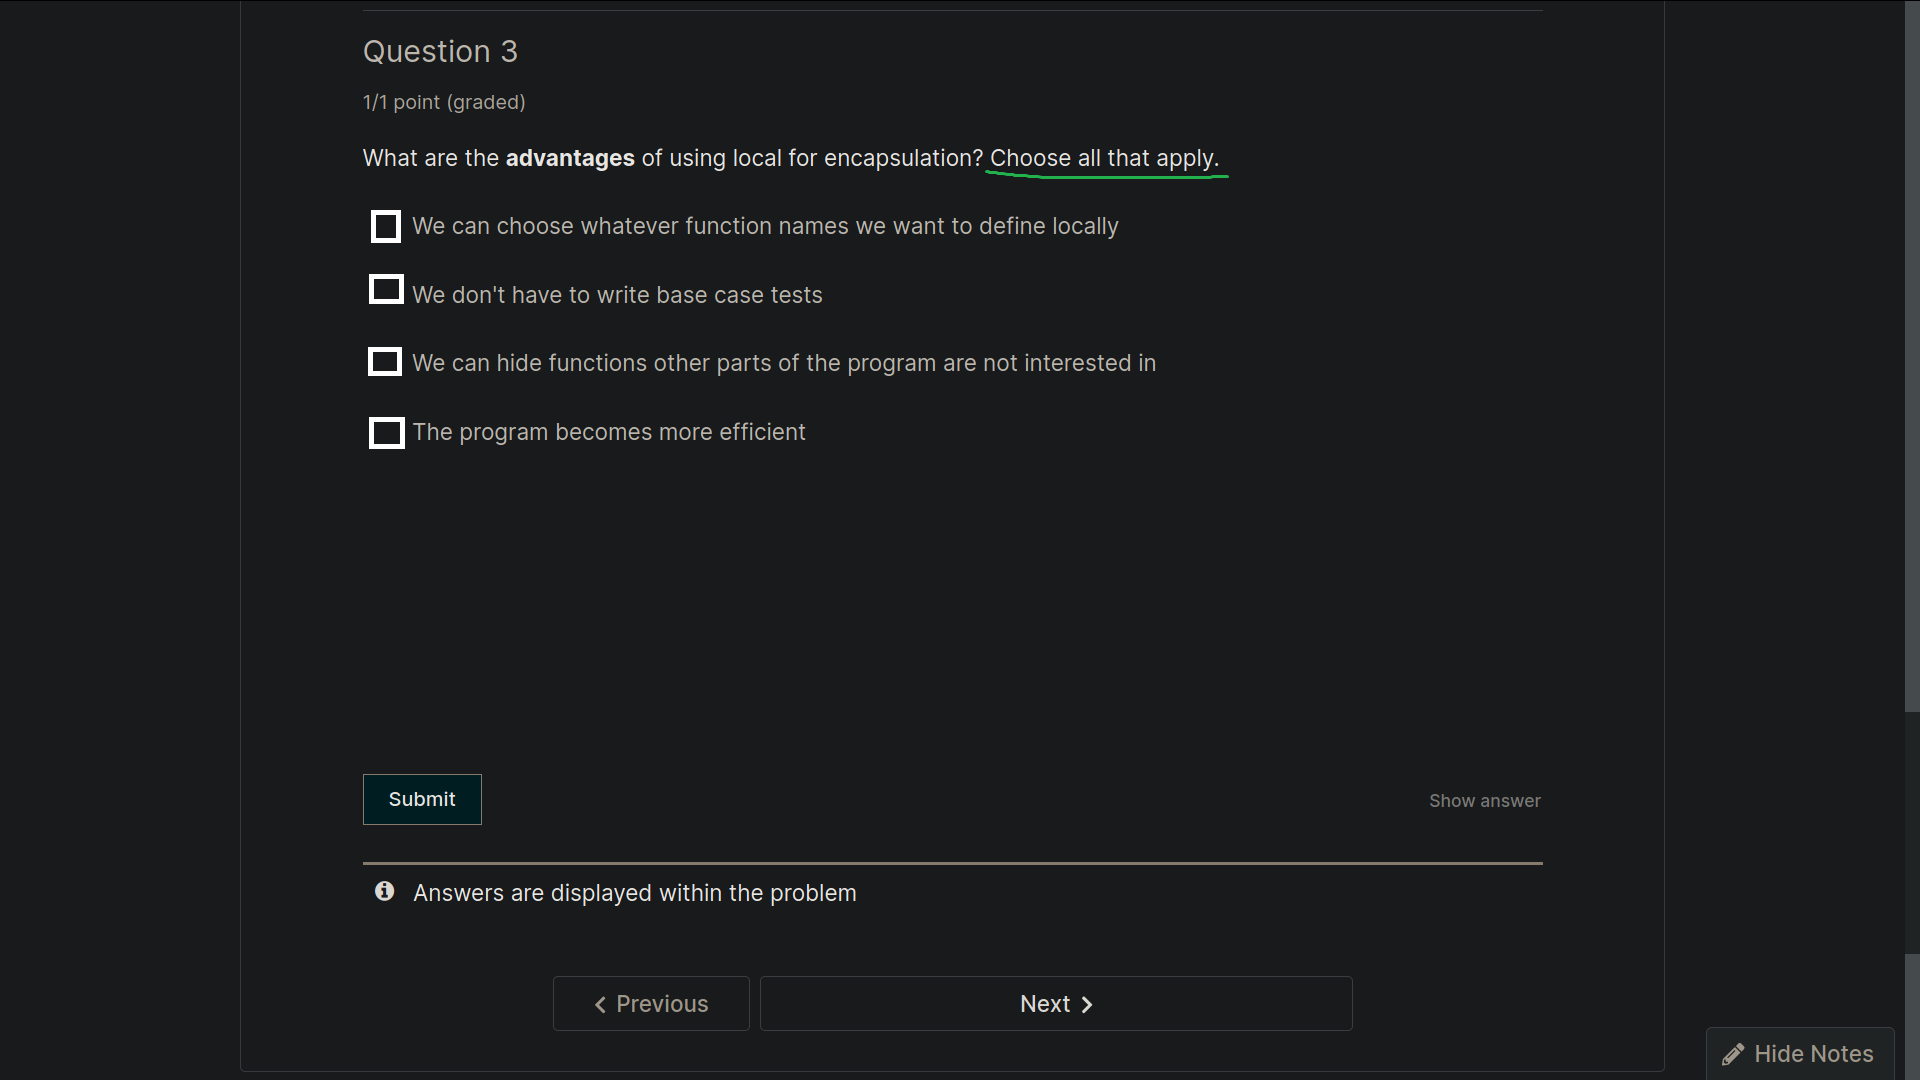 Question 3
1/1 point (graded)
What are the advantages of using local for encapsulation? Choose all that apply.
We can choose whatever function names we want to define locally
We don't have to write base case tests
We can hide functions other parts of the program are not interested in
The program becomes more efficient
Submit
Show answer
Answers are displayed within the problem
Previous
Next
Hide Notes